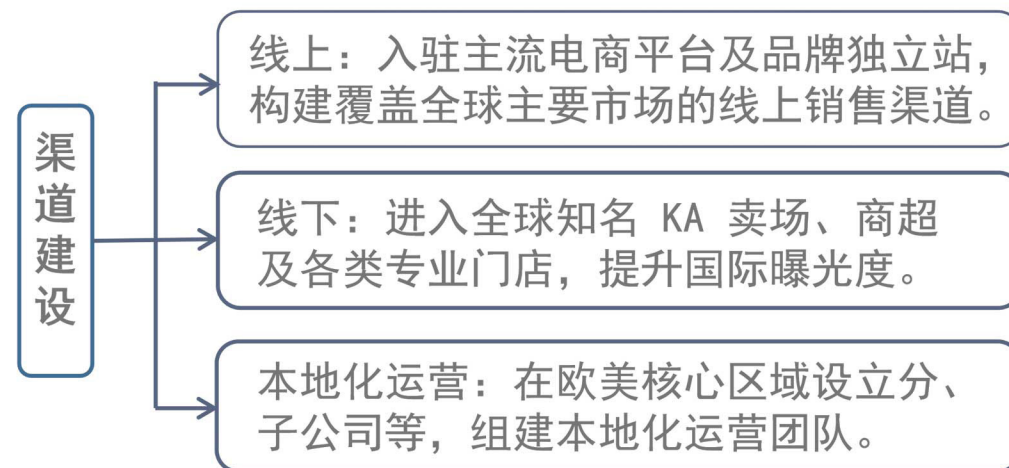 渠道建设
线上：入驻主流电商平台及品牌独立站，
构建覆盖全球主要市场的线上销售渠道。
线下：进入全球知名 KA 卖场、商超
及各类专业门店，提升国际曝光度。
本地化运营：在欧美核心区域设立分、
子公司等，组建本地化运营团队。